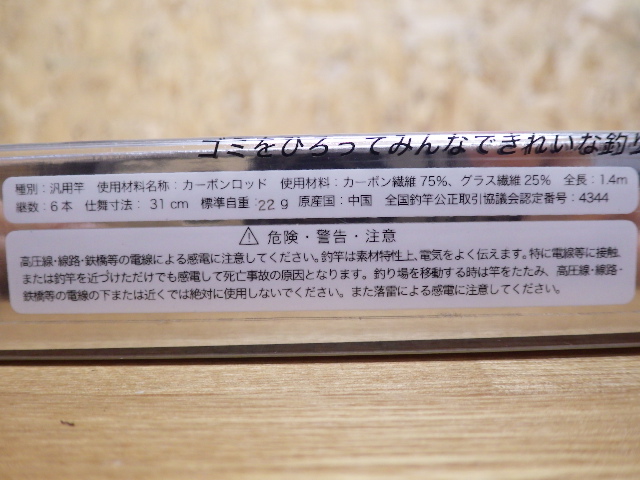 ゴミをひろってみんなできれいな釣り
種別：汎用竿　使用材料名称：カーボンロッド　使用材料：カーボン繊維 75%、グラス繊維 25%　全長：1.4m
継数：6本　仕舞寸法：31cm　標準自重：22g　原産国：中国　全国釣竿公正取引協議会認定番号：4344
⚠ 危険・警告・注意
高圧線・線路・鉄橋等の電線による感電に注意してください。釣竿は素材特性上、電気をよく伝えます。特に電線等に接触、
または釣竿を近づけただけでも感電して死亡事故の原因となります。釣り場を移動する時は竿をたたみ、高圧線・線路・
鉄橋等の電線の下または近くでは絶対に使用しないでください。また落雷による感電に注意してください。